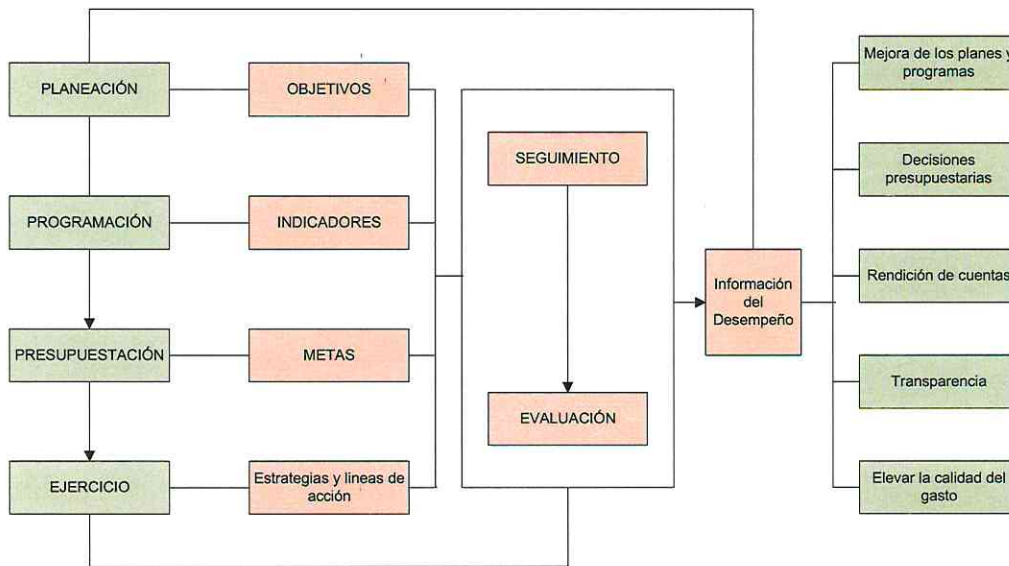 PLANEACIÓN
OBJETIVOS
PROGRAMACIÓN
INDICADORES
PRESUPUESTACIÓN
METAS
EJERCICIO
Estrategias y lineas de
acción
SEGUIMIENTO
EVALUACIÓN
Información
del
Desempeño
Mejora de los planes y
programas
Decisiones
presupuestarias
Rendición de cuentas
Transparencia
Elevar la calidad del
gasto